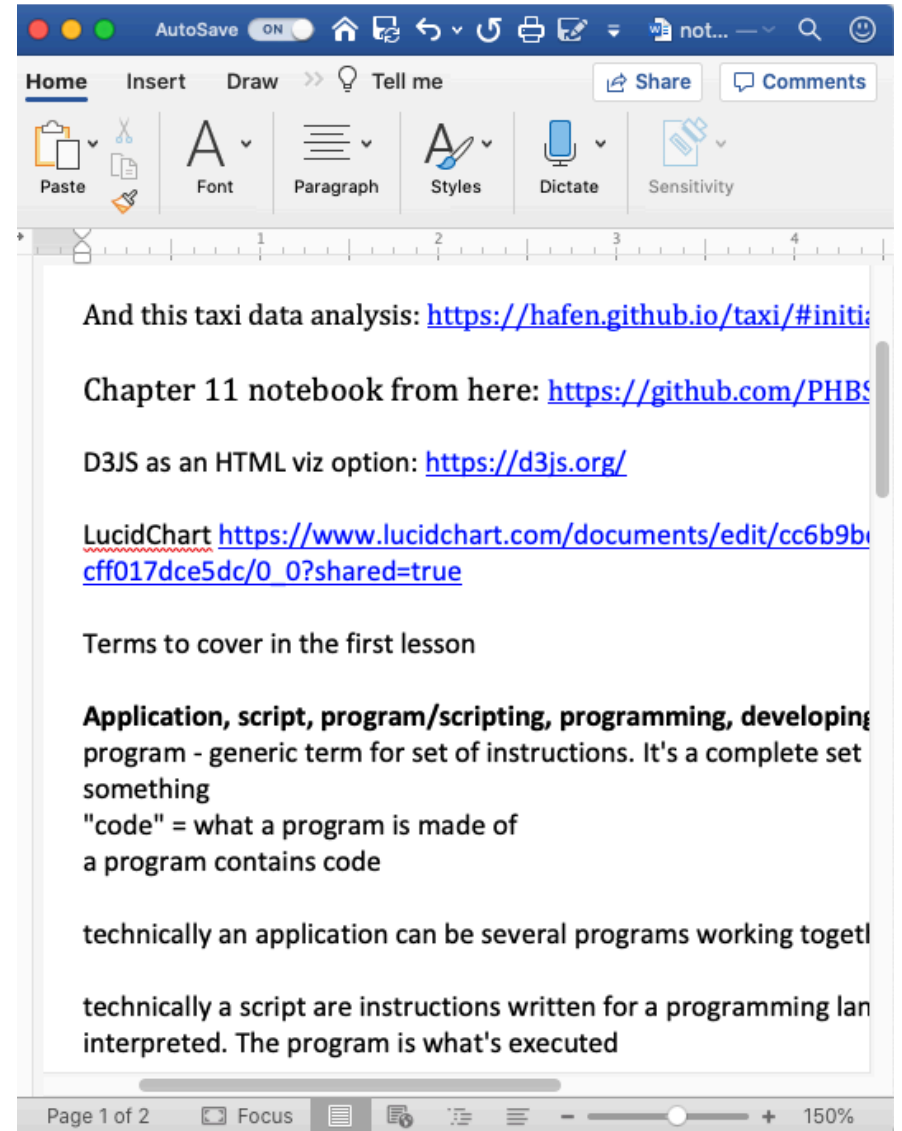 AutoSave ON not...
Home Insert Draw Tell me Share Comments
Paste Font Paragraph Styles Dictate Sensitivity
1 2 3 4
And this taxi data analysis: https://hafen.github.io/taxi/#initia
Chapter 11 notebook from here: https://github.com/PHBS
D3JS as an HTML viz option: https://d3js.org/
LucidChart https://www.lucidchart.com/documents/edit/cc6b9b
cff017dce5dc/0_0?shared=true
Terms to cover in the first lesson
Application, script, program/scripting, programming, developing
program - generic term for set of instructions. It's a complete set
something
"code" = what a program is made of
a program contains code
technically an application can be several programs working toget
technically a script are instructions written for a programming lan
interpreted. The program is what's executed
Page 1 of 2 Focus 150%